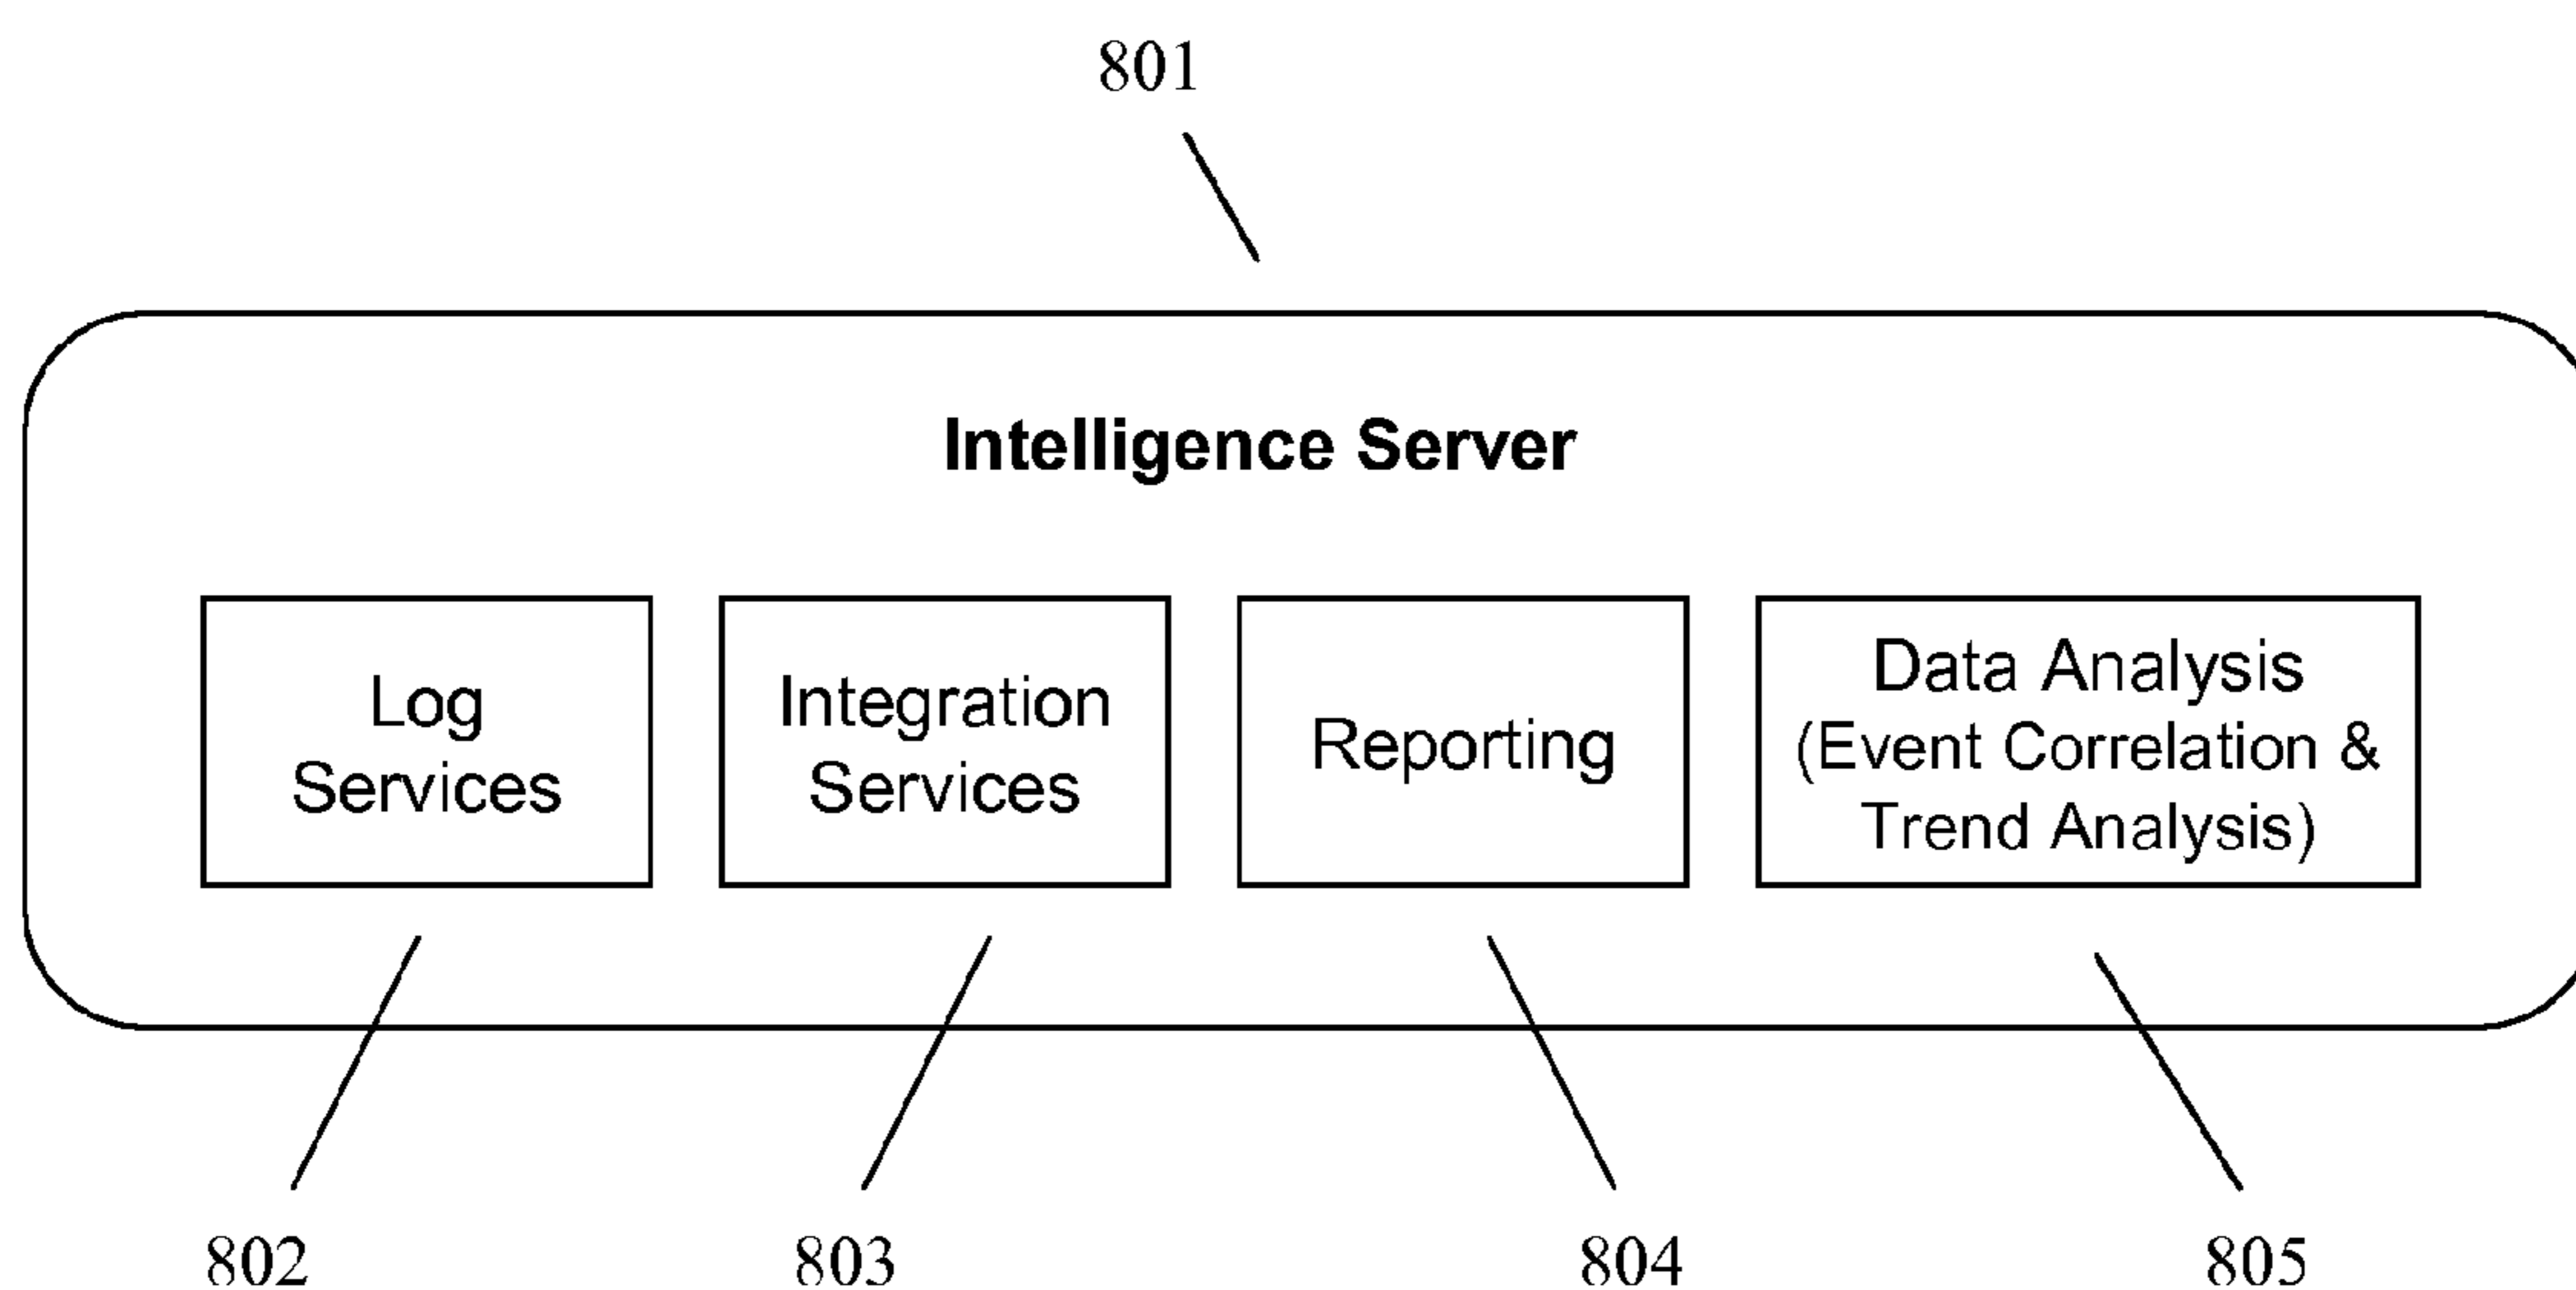 801
Intelligence Server
Log
Services
Integration
Services
Reporting
Data Analysis
(Event Correlation &
Trend Analysis)
802
803
804
805